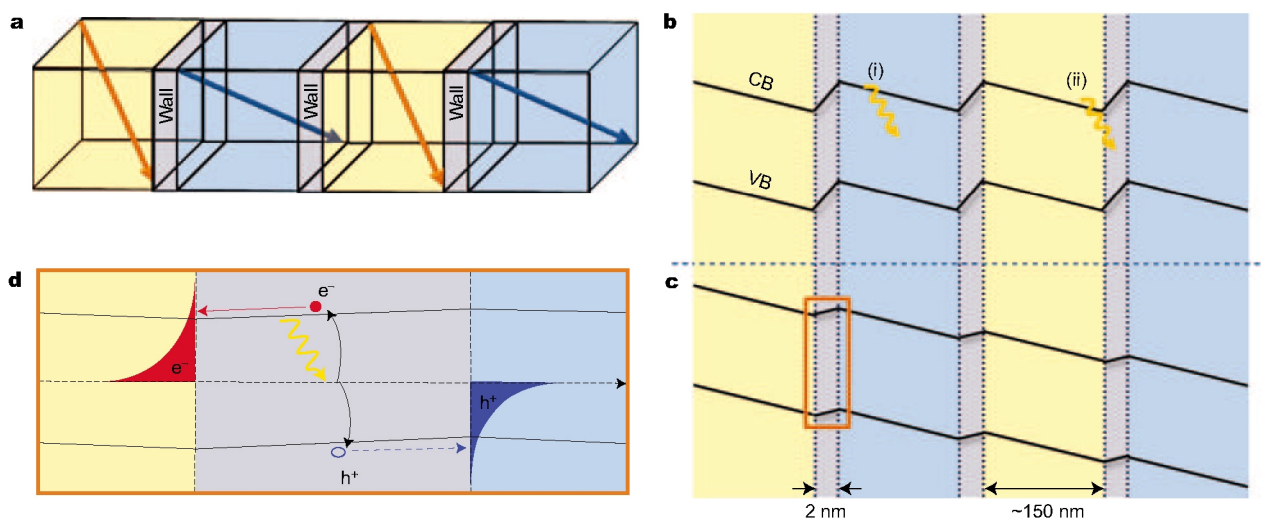 a
Wall
Wall
Wall
b
CB
(i)
(ii)
VB
c
2 nm
~150 nm
d
e⁻
e⁻
h⁺
h⁺